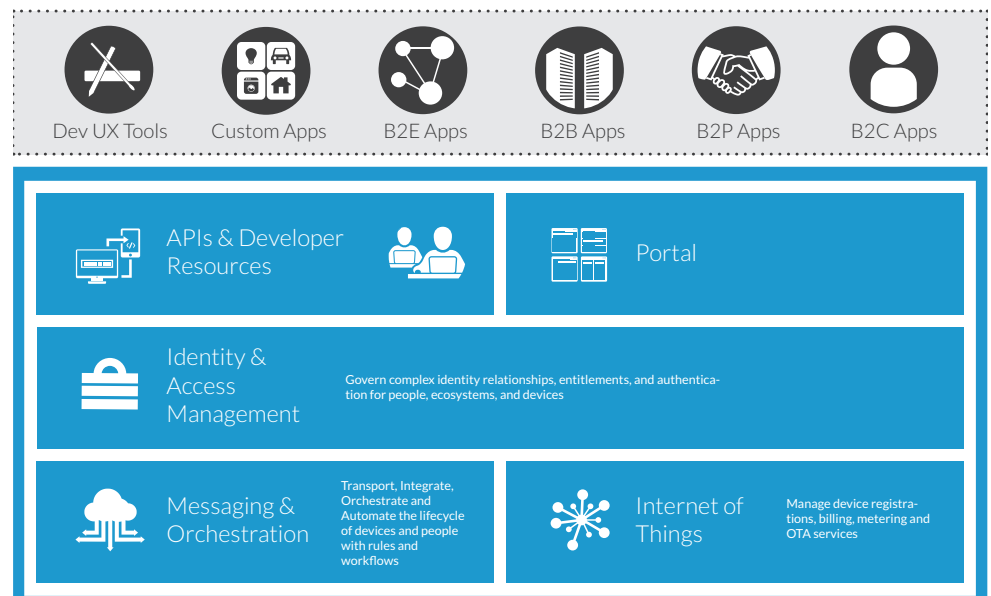 Dev UX Tools
Custom Apps
B2E Apps
B2B Apps
B2P Apps
B2C Apps
APIs & Developer
Resources
Portal
Identity &
Access
Management
Govern complex identity relationships, entitlements, and authentica-
tion for people, ecosystems, and devices
Messaging &
Orchestration
Transport, Integrate,
Orchestrate and
Automate the lifecycle
of devices and people
with rules and
workflows
Internet of
Things
Manage device registra-
tions, billing, metering and
OTA services